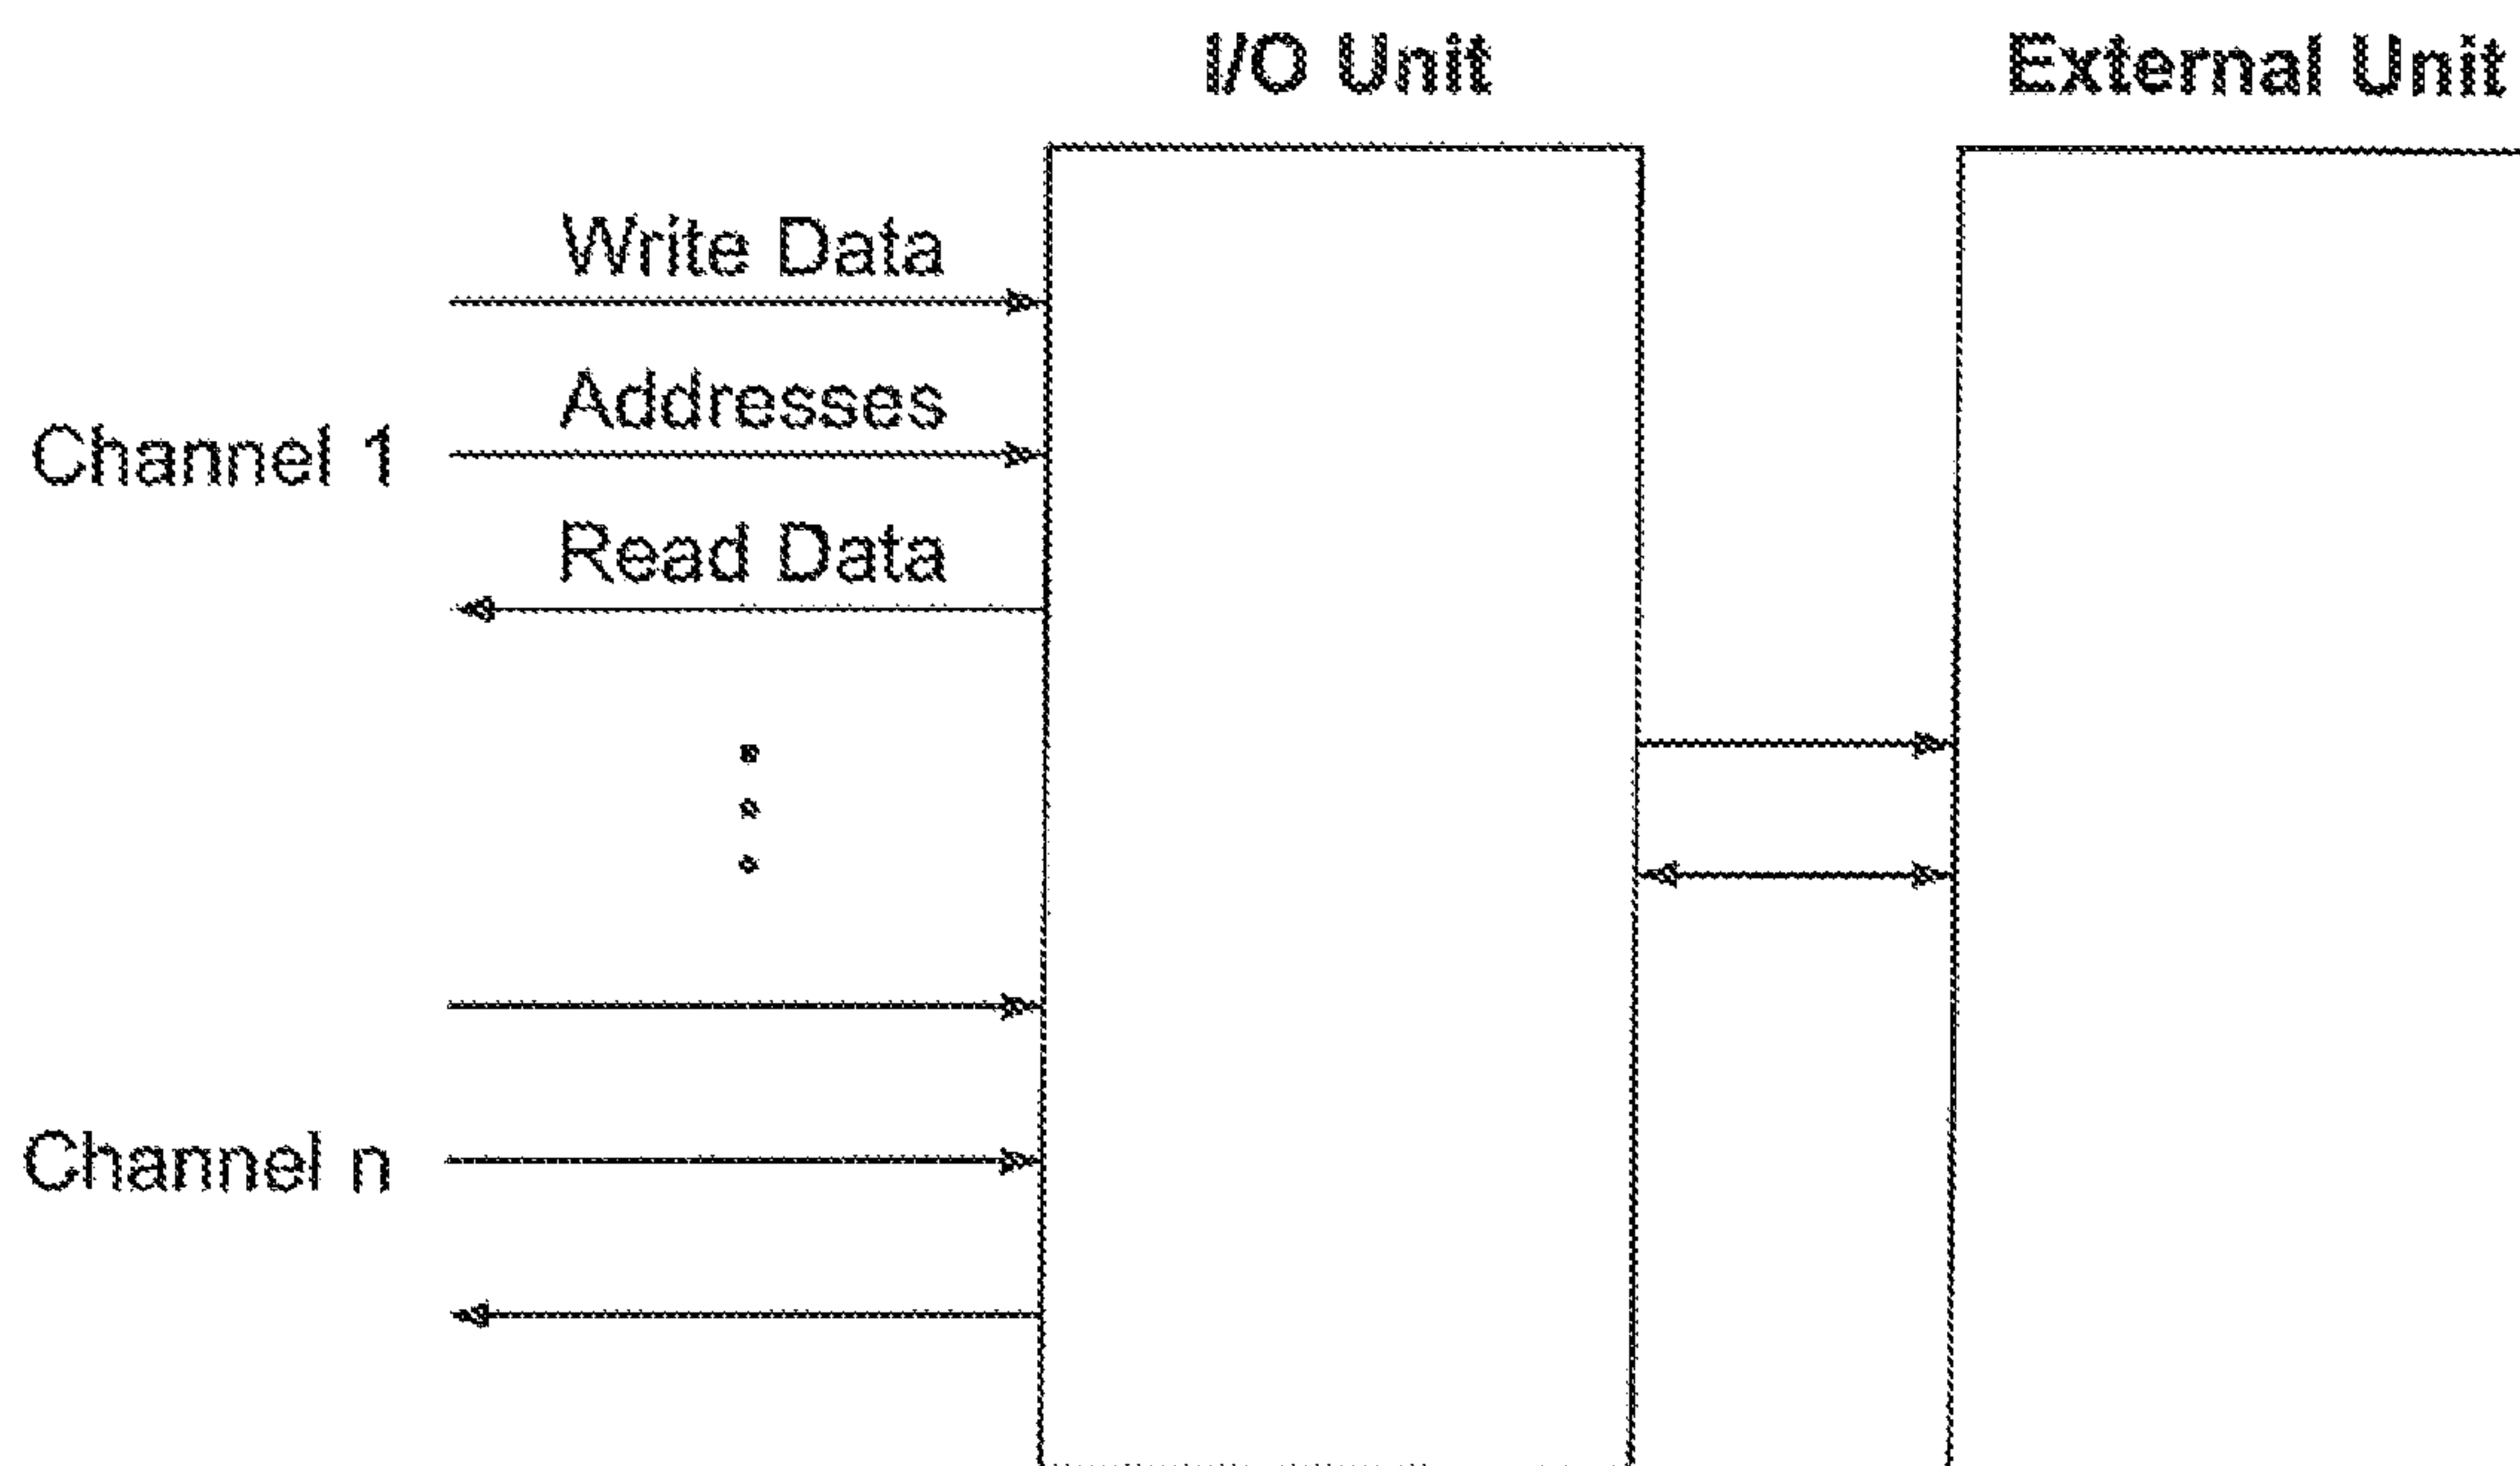 I/O Unit
External Unit
Write Data
Addresses
Channel 1
Read Data
Channel n